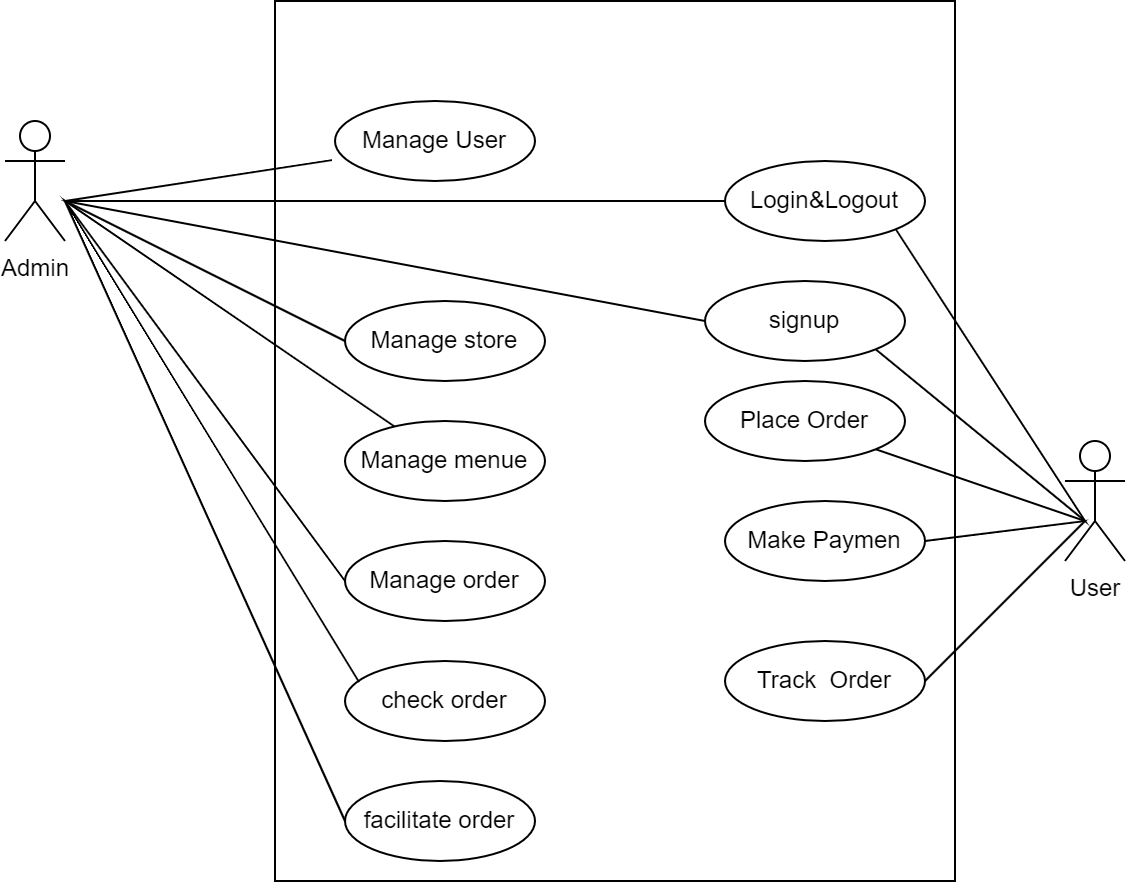 Manage User
Login&Logout
Admin
signup
Manage store
Place Order
Manage menue
Make Paymen
Manage order
User
Track  Order
check order
facilitate order